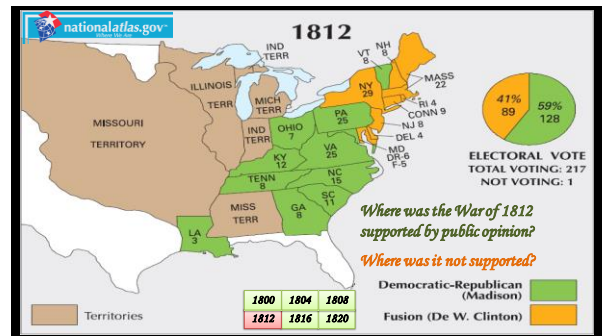 nationalatlas.gov™
Where We Are
1812
IND
TERR
VT
8
NH
8
MASS
22
NY
29
RI 4
CONN 9
NJ 8
DEL 4
MD
DR-6
F-5
ILLINOIS
TERR
MICH
TERR
IND
TERR
OHIO
7
PA
25
MISSOURI
TERRITORY
KY
12
VA
25
TENN
8
NC
15
SC
11
MISS
TERR
GA
8
LA
3
41%
89
59%
128
ELECTORAL VOTE
TOTAL VOTING: 217
NOT VOTING: 1
Where was the War of 1812
supported by public opinion?
Where was it not supported?
Democratic-Republican
(Madison)
Fusion (De W. Clinton)
Territories
1800 1804 1808
1812 1816 1820